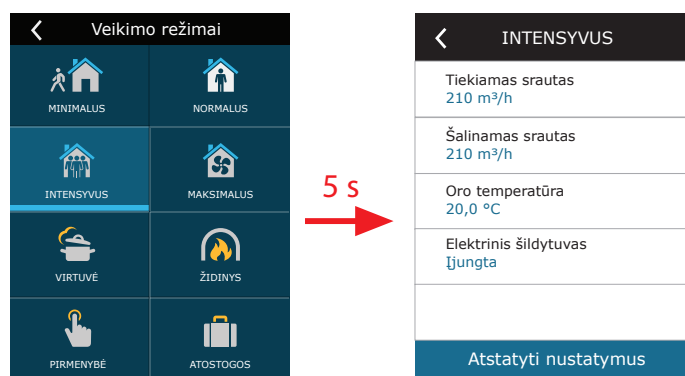 Veikimo režimai
MINIMALUS
NORMALUS
INTENSYVUS
MAKSIMALUS
VIRTUVĖ
ŽIDINYS
PIRMENYBĖ
ATOSTOGOS
5 s
INTENSYVUS
Tiekiamas srautas
210 m³/h
Šalinamas srautas
210 m³/h
Oro temperatūra
20,0 °C
Elektrinis šildytuvas
Įjungta
Atstatyti nustatymus